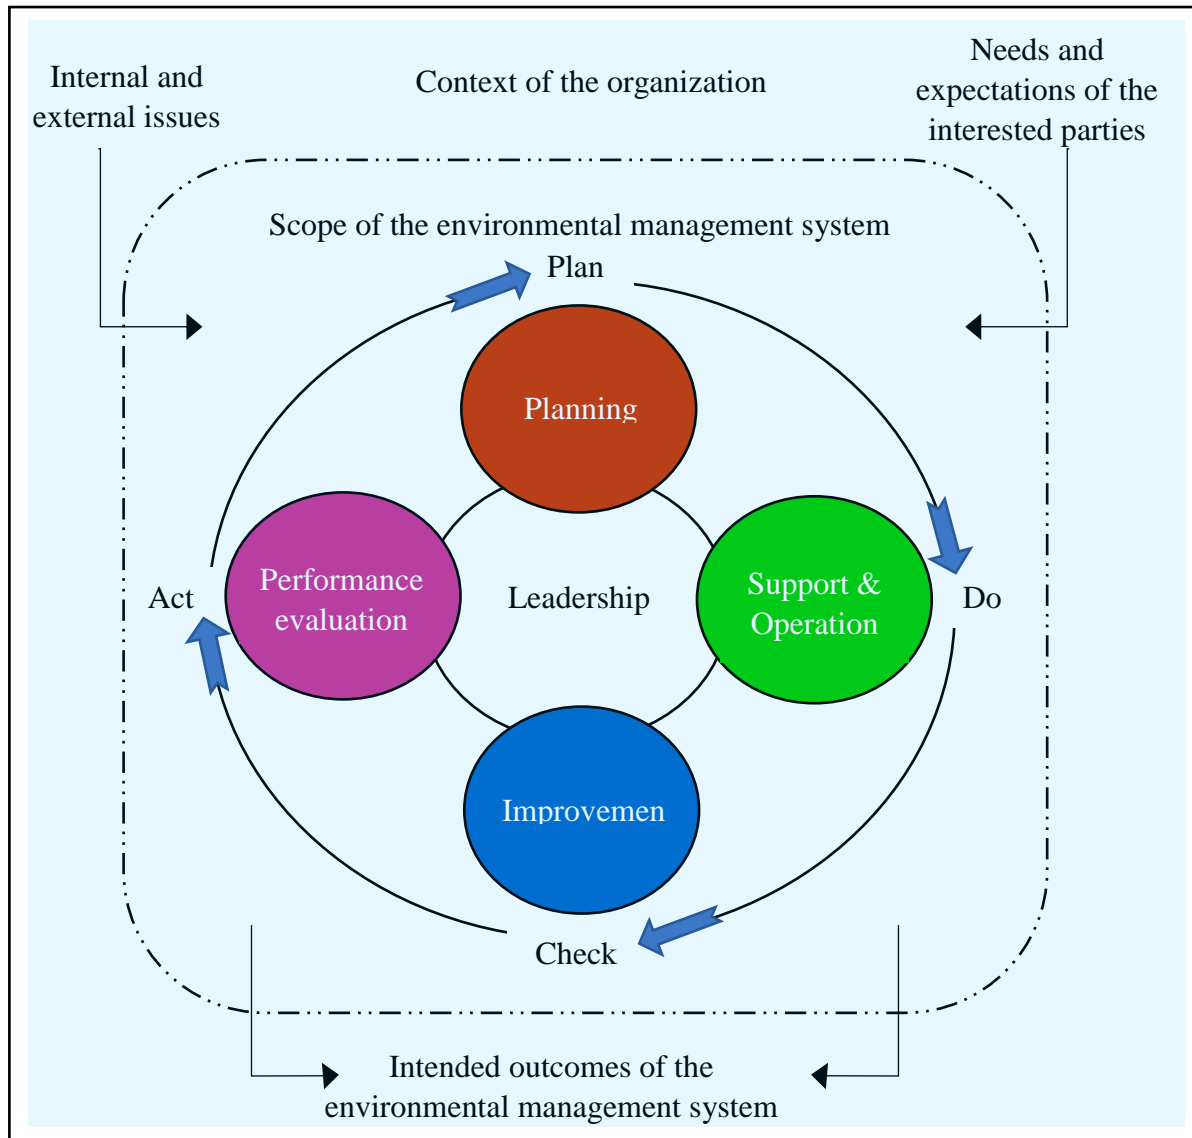 Internal and
external issues
Context of the organization
Needs and
expectations of the
interested parties
Scope of the environmental management system
Plan
Planning
Act
Performance
evaluation
Leadership
Support &
Operation
Do
Improvemen
Check
Intended outcomes of the
environmental management system